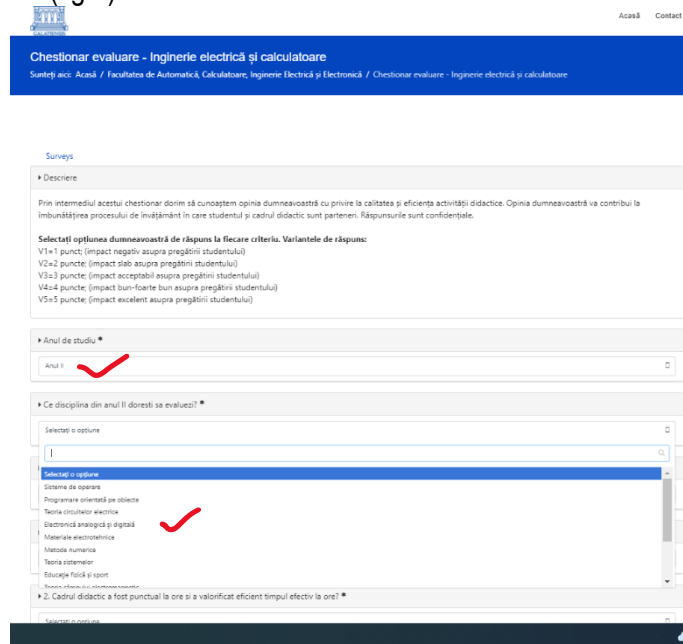 GALATIENSIS
Acasă Contact
Chestionar evaluare - Inginerie electrică și calculatoare
Sunteți aici: Acasă / Facultatea de Automatică, Calculatoare, Inginerie Electrică și Electronică / Chestionar evaluare - Inginerie electrică și calculatoare
Surveys
Descriere
Prin intermediul acestui chestionar dorim să cunoaștem opinia dumneavoastră cu privire la calitatea și eficiența activității didactice. Opinia dumneavoastră va contribui la
îmbunătățirea procesului de învățământ în care studentul și cadrul didactic sunt parteneri. Răspunsurile sunt confidențiale.
Selectați opțiunea dumneavoastră de răspuns la fiecare criteriu. Variantele de răspuns:
V1=1 punct; (impact negativ asupra pregătirii studentului)
V2=2 puncte; (impact slab asupra pregătirii studentului)
V3=3 puncte; (impact acceptabil asupra pregătirii studentului)
V4=4 puncte; (impact bun-foarte bun asupra pregătirii studentului)
V5=5 puncte; (impact excelent asupra pregătirii studentului)
Anul de studiu *
Anul II
Ce disciplina din anul II doresti sa evaluezi? *
Selectați o opțiune
Selectați o opțiune
Sisteme de operare
Programare orientată pe obiecte
Teoria circuitelor electrice
Electronică analogică și digitală
Materiale electrotehnice
Metode numerice
Teoria sistemelor
Educație fizică și sport
Teoria câmpului electromagnetic
2. Cadrul didactic a fost punctual la ore si a valorificat eficient timpul efectiv la ore? *
Selectați o opțiune